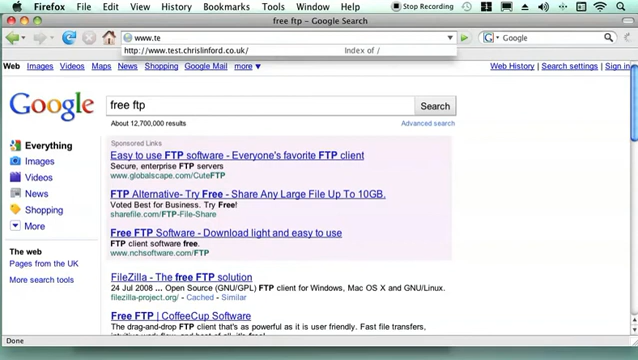 Firefox File Edit View History Bookmarks Tools Window Help Stop Recording
free ftp - Google Search
www.te Google
http://www.test.chrislinford.co.uk/ Index of /
Web Images Videos Maps News Shopping Google Mail more ▼ Web History | Search settings | Sign in
Google free ftp Search
About 12,700,000 results Advanced search
Everything
Images
Videos
News
Shopping
More
The web
Pages from the UK
More search tools
Sponsored Links
Easy to use FTP software - Everyone's favorite FTP client
Secure, enterprise FTP servers
www.globalscape.com/CuteFTP
FTP Alternative- Try Free - Share Any Large File Up To 10GB.
Voted Best for Business. Try Free!
sharefile.com/FTP-File-Share
Free FTP Software - Download light and easy to use
FTP client software free.
www.nchsoftware.com/FTP
FileZilla - The free FTP solution
24 Jul 2008 ... Open Source (GNU/GPL) FTP client for Windows, Mac OS X and GNU/Linux.
filezilla-project.org/ - Cached - Similar
Free FTP | CoffeeCup Software
The drag-and-drop FTP client that's as powerful as it is user friendly. Fast file transfers,
Done